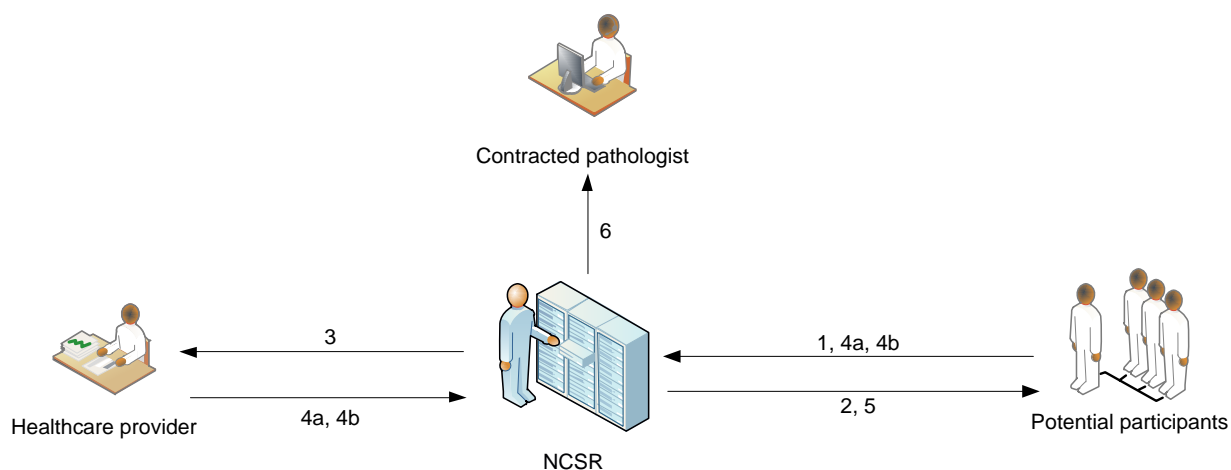 Contracted pathologist
6
3
1, 4a, 4b
4a, 4b
2, 5
Healthcare provider
Potential participants
NCSR